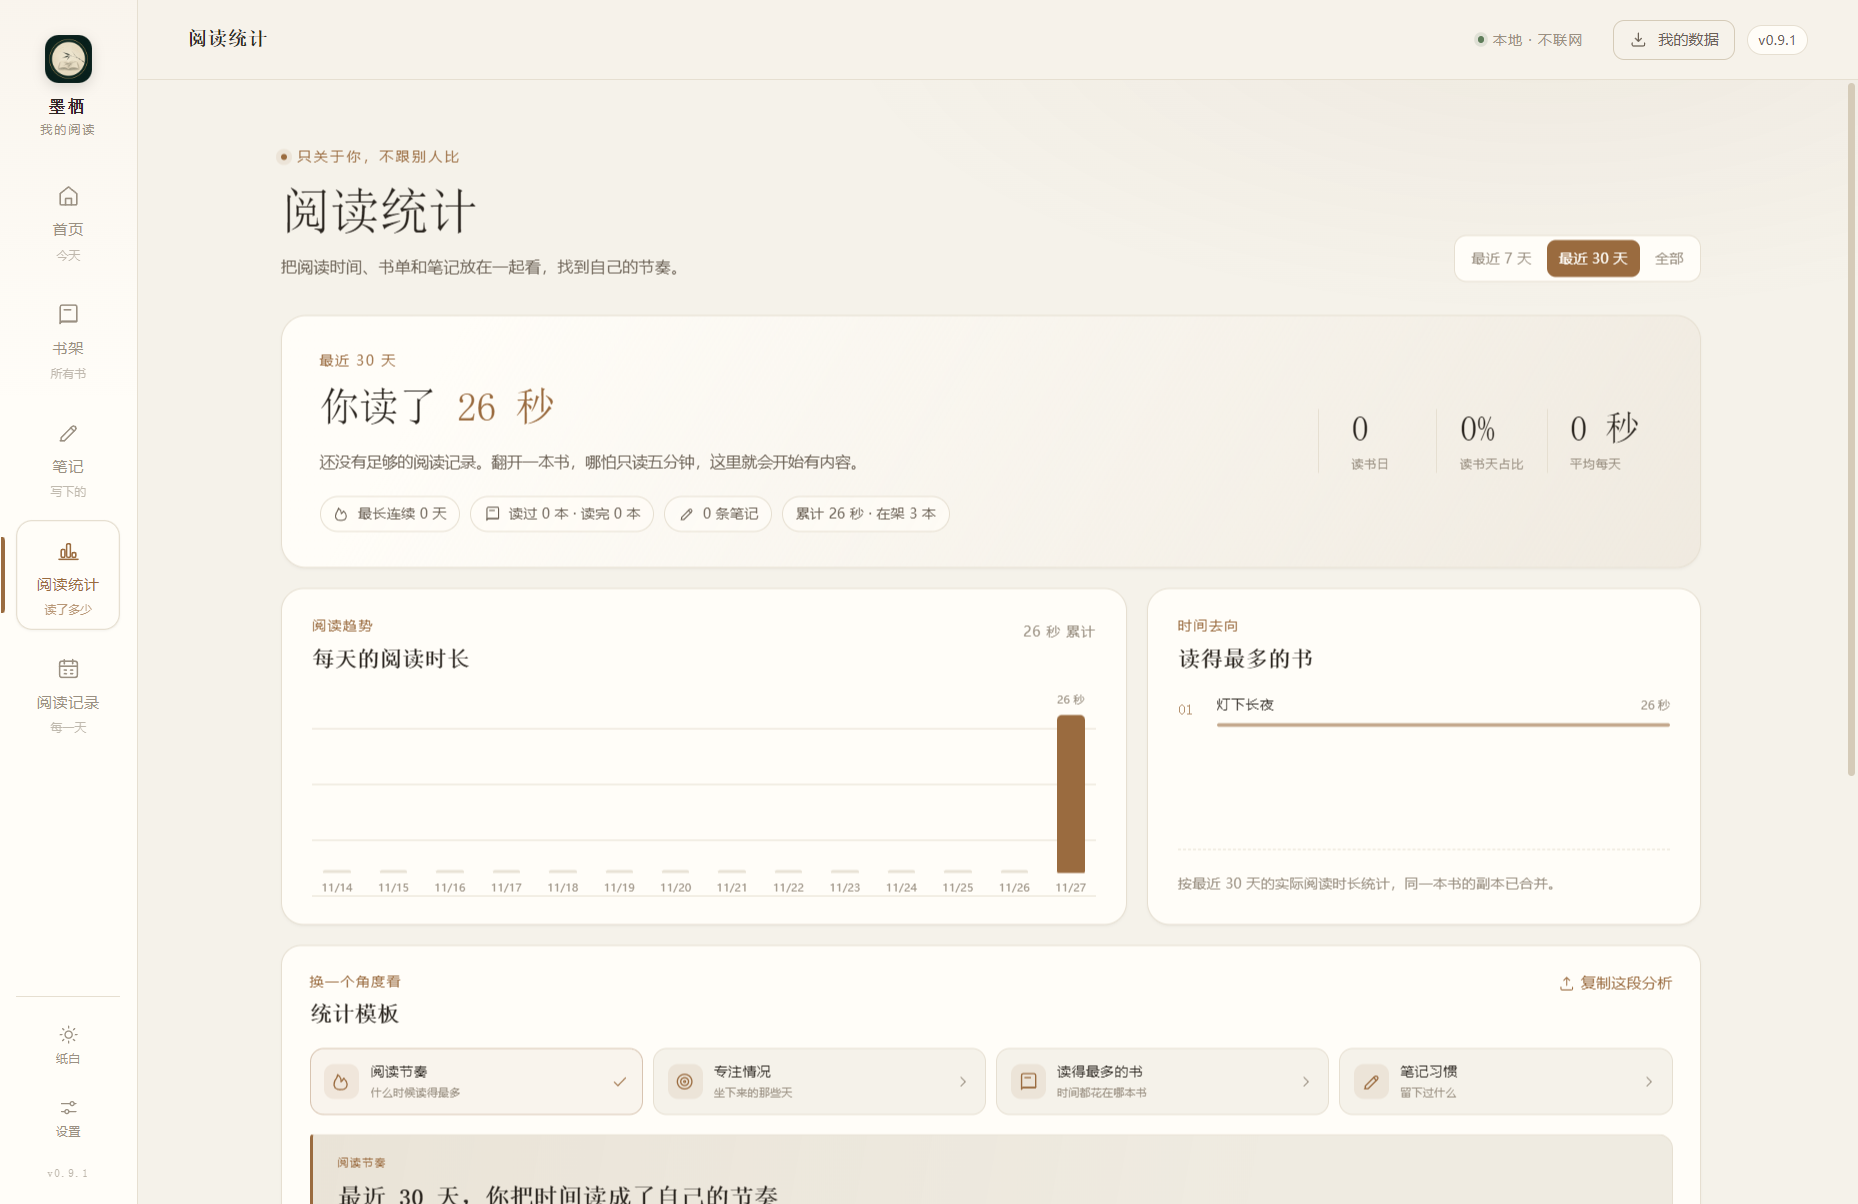 墨栖
我的阅读
首页
今天
书架
所有书
笔记
写下的
阅读统计
读了多少
阅读记录
每一天
纸白
设置
v0.9.1
阅读统计
本地 · 不联网
我的数据
v0.9.1
只关于你，不跟别人比
阅读统计
把阅读时间、书单和笔记放在一起看，找到自己的节奏。
最近 7 天
最近 30 天
全部
最近 30 天
你读了 26 秒
还没有足够的阅读记录。翻开一本书，哪怕只读五分钟，这里就会开始有内容。
最长连续 0 天
读过 0 本 · 读完 0 本
0 条笔记
累计 26 秒 · 在架 3 本
0
读书日
0%
读书天占比
0 秒
平均每天
阅读趋势
每天的阅读时长
26 秒 累计
26 秒
11/14
11/15
11/16
11/17
11/18
11/19
11/20
11/21
11/22
11/23
11/24
11/25
11/26
11/27
时间去向
读得最多的书
01
灯下长夜
26 秒
按最近 30 天的实际阅读时长统计，同一本书的副本已合并。
换一个角度看
统计模板
复制这段分析
阅读节奏
什么时候读得最多
专注情况
坐下来的那些天
读得最多的书
时间都花在哪本书
笔记习惯
留下过什么
阅读节奏
最近 30 天，你把时间读成了自己的节奏